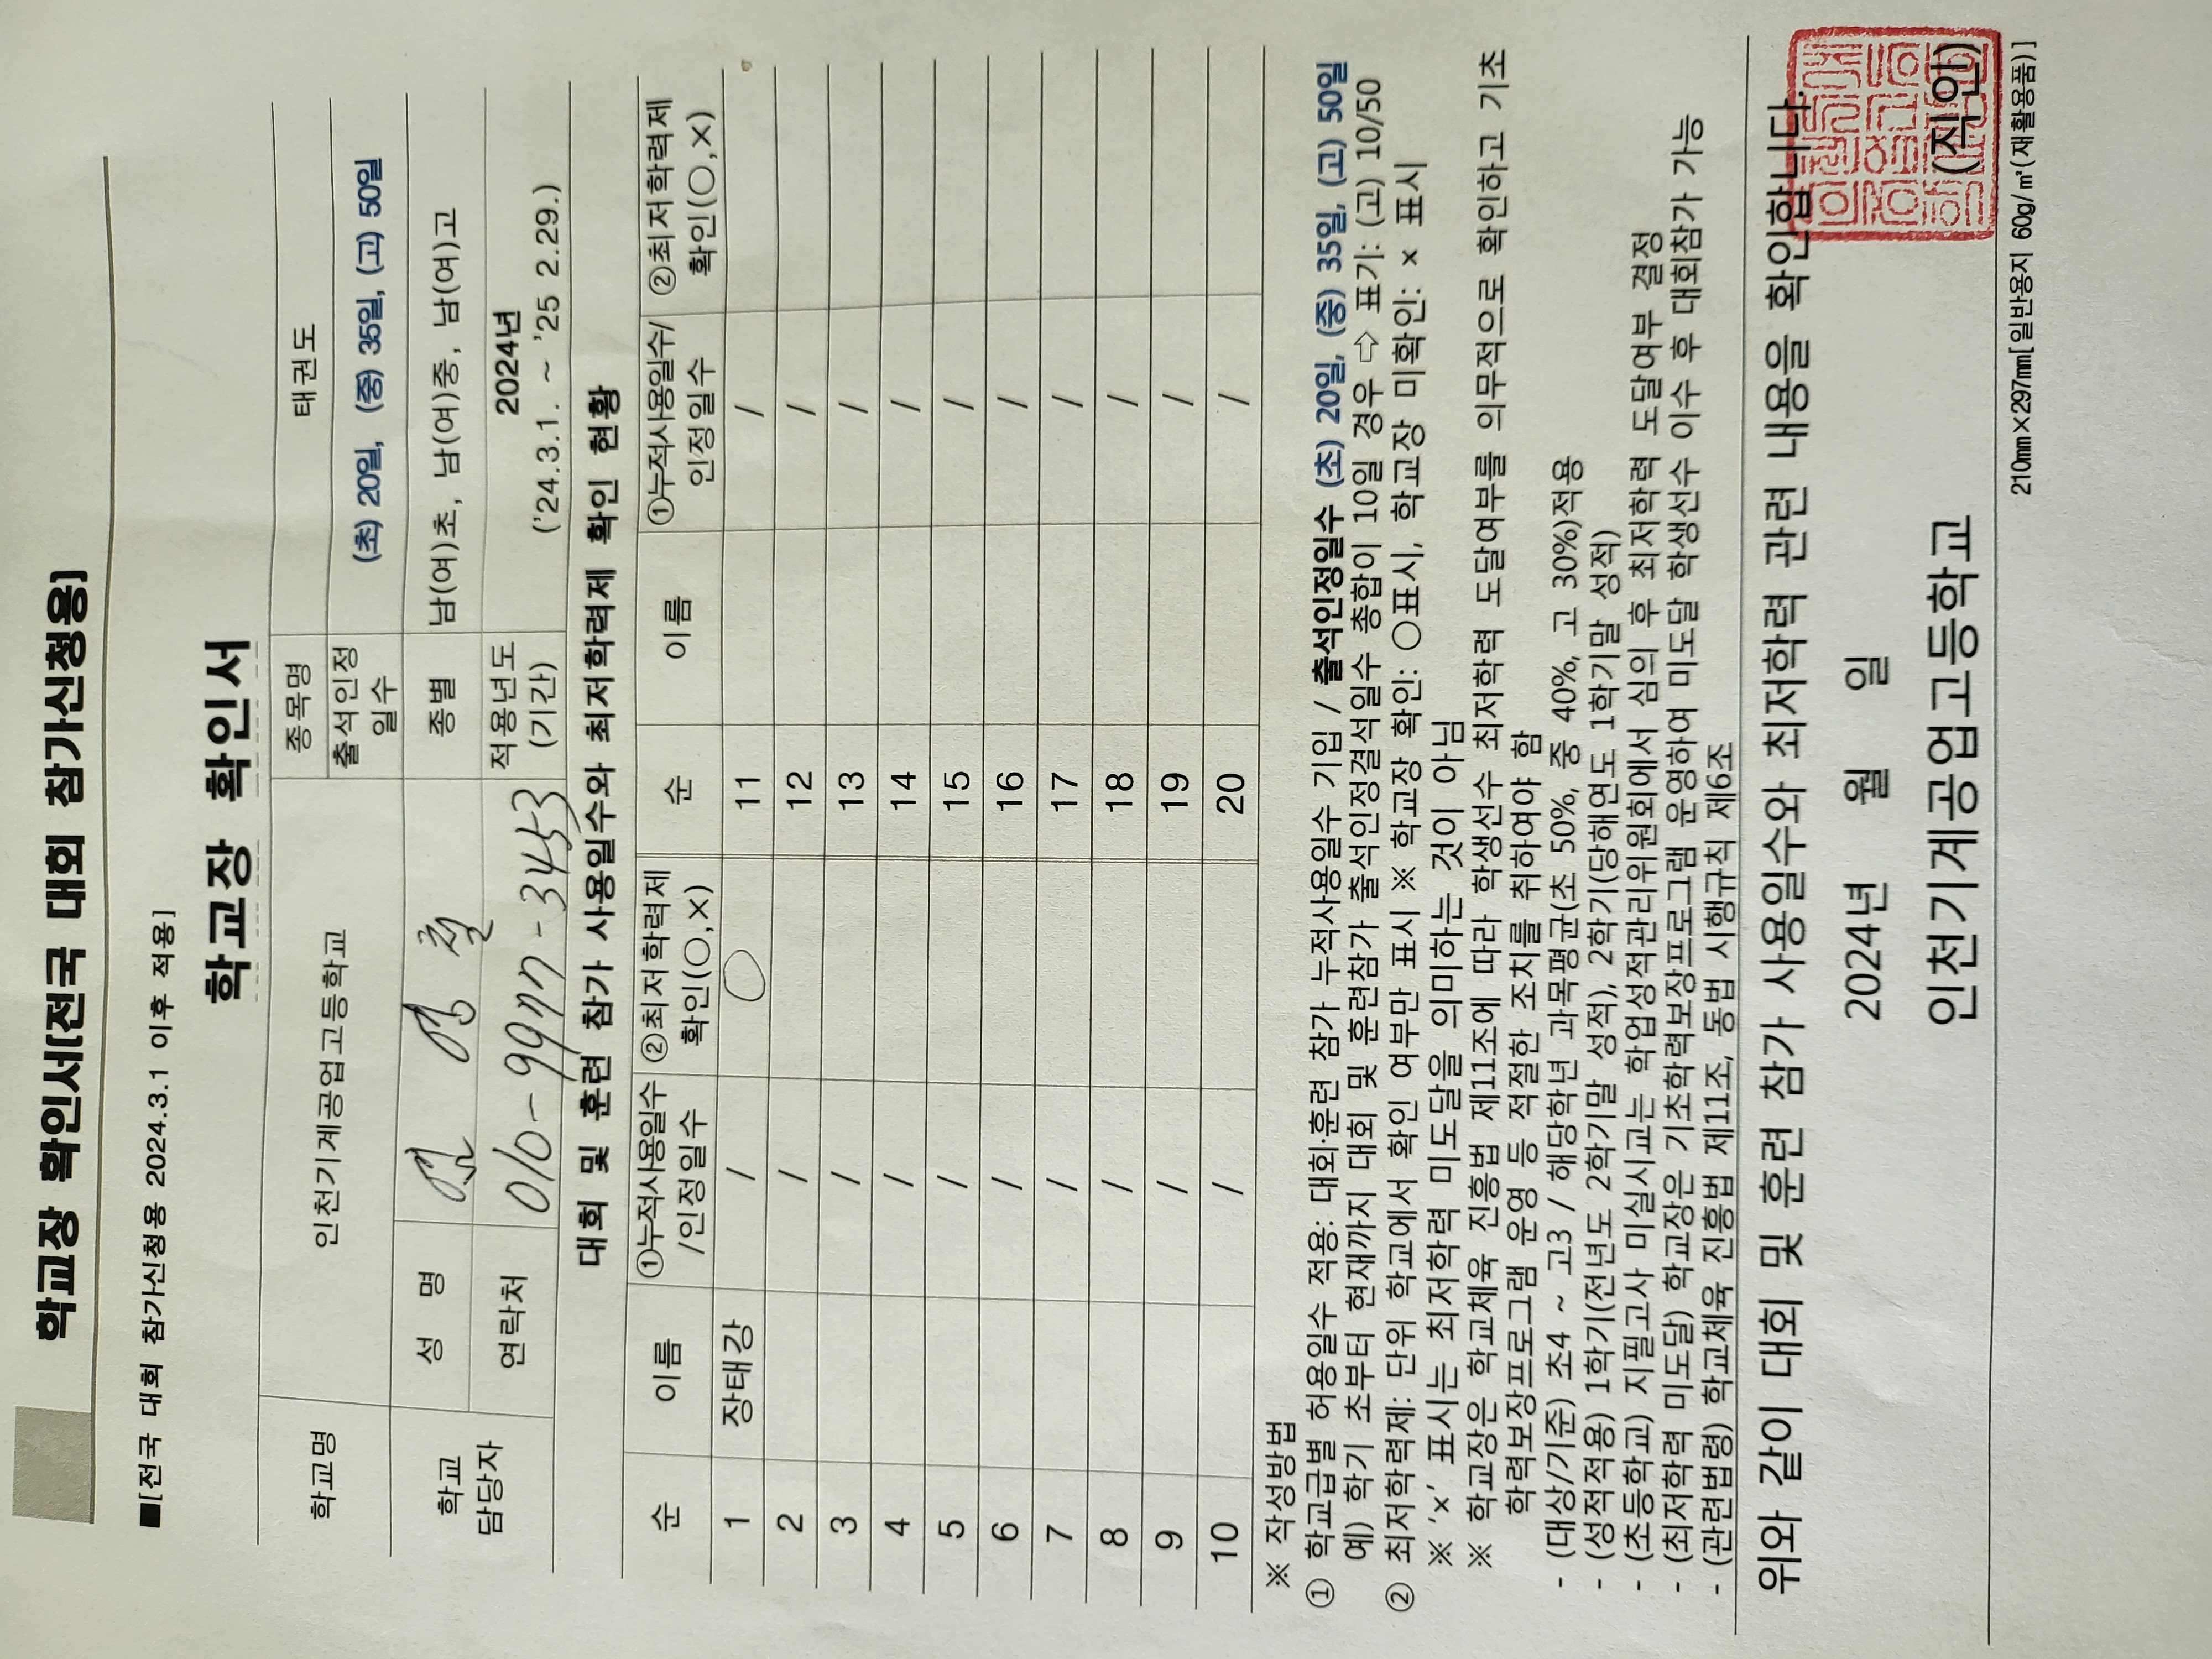 학교장 확인서[전국 대회 참가신청용]
■[전국 대회 참가신청용 2024.3.1 이후 적용]
학교장 확인서
학교명 인천기계공업고등학교 종목명 태권도
출석인정 일수 (초) 20일, (중) 35일, (고) 50일
학교 담당자 성 명 종별 남(여)초, 남(여)중, 남(여)고
연락처 010-9977-3453 적용년도 (기간) 2024년
('24.3.1. ~ '25 2.29.)
대회 및 훈련 참가 사용일수와 최저학력제 확인 현황
순 이름 ①누적사용일수 /인정일수 ②최저학력제 확인(○,×) 순 이름 ①누적사용일수/ 인정일수 ②최저학력제 확인(○,×)
1 장태강 / ○ 11 /
2 / 12 /
3 / 13 /
4 / 14 /
5 / 15 /
6 / 16 /
7 / 17 /
8 / 18 /
9 / 19 /
10 / 20 /
※ 작성방법
① 학교급별 허용일수 적용: 대회·훈련 참가 누적사용일수 기입 / 출석인정일수 (초) 20일, (중) 35일, (고) 50일
예) 학기 초부터 현재까지 대회 및 훈련참가 출석인정결석일수 총합이 10일 경우 ⇨ 표기: (고) 10/50
② 최저학력제: 단위 학교에서 확인 여부만 표시 ※ 학교장 확인: ○표시, 학교장 미확인: × 표시
※ '×' 표시는 최저학력 미도달을 의미하는 것이 아님
※ 학교장은 학교체육 진흥법 제11조에 따라 학생선수 최저학력 도달여부를 의무적으로 확인하고 기초
학력보장프로그램 운영 등 적절한 조치를 취하여야 함
- (대상/기준) 초4 ~ 고3 / 해당학년 과목평균(초 50%, 중 40%, 고 30%)적용
- (성적적용) 1학기(전년도 2학기말 성적), 2학기(당해연도 1학기말 성적)
- (초등학교) 지필고사 미실시교는 학업성적관리위원회에서 심의 후 최저학력 도달여부 결정
- (최저학력 미도달) 학교장은 기초학력보장프로그램 운영하여 미도달 학생선수 이수 후 대회참가 가능
- (관련법령) 학교체육 진흥법 제11조, 동법 시행규칙 제6조
위와 같이 대회 및 훈련 참가 사용일수와 최저학력 관련 내용을 확인합니다.
2024년 월 일
인천기계공업고등학교 (직인)
210㎜×297㎜[일반용지 60g/㎡(재활용품)]